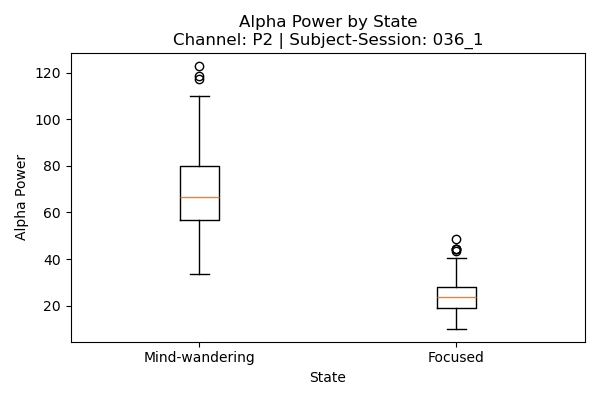 Alpha Power by State
Channel: P2 | Subject-Session: 036_1
120
100
80
60
40
20
Alpha Power
Mind-wandering
Focused
State